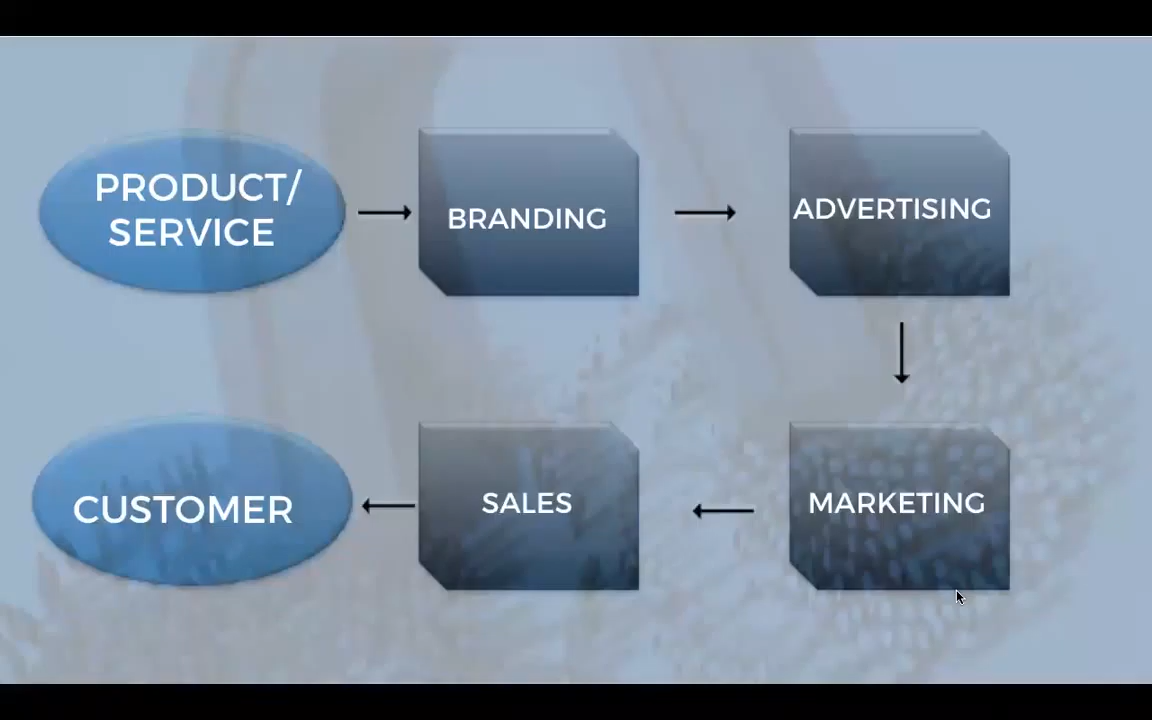 PRODUCT/
SERVICE
BRANDING
ADVERTISING
CUSTOMER
SALES
MARKETING